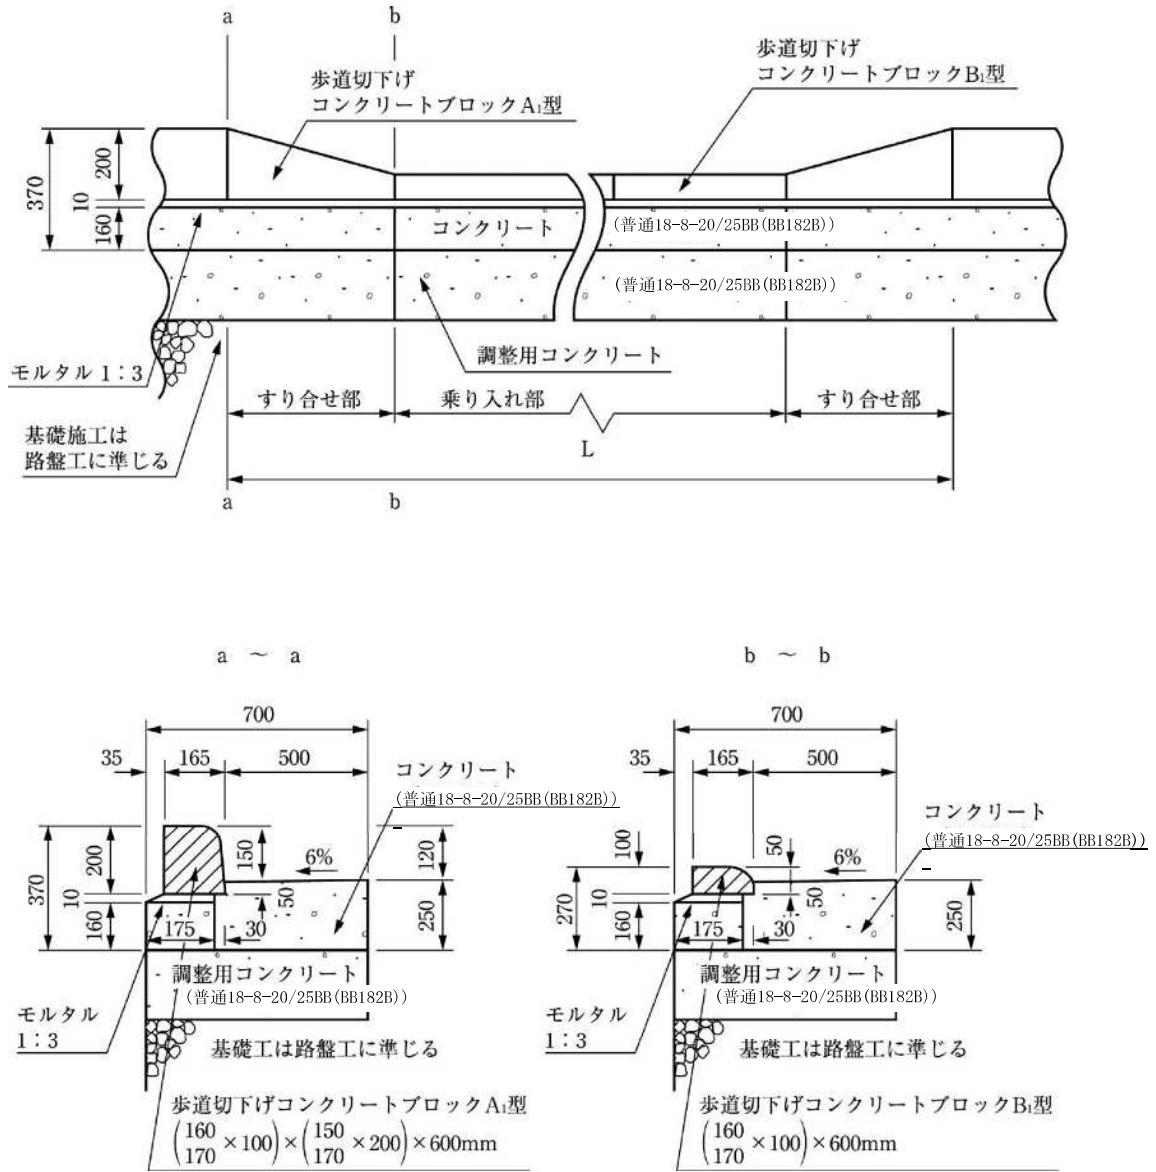 a
b
歩道切下げ
コンクリートブロックA₁型
歩道切下げ
コンクリートブロックB₁型
370
200
10
160
コンクリート
(普通18-8-20/25BB(BB182B))
(普通18-8-20/25BB(BB182B))
調整用コンクリート
モルタル 1：3
すり合せ部
乗り入れ部
すり合せ部
基礎施工は
路盤工に準じる
L
a
b
a ～ a
700
35
165
500
コンクリート
(普通18-8-20/25BB(BB182B))
370
200
10
160
150
6%
50
120
250
175
30
調整用コンクリート
(普通18-8-20/25BB(BB182B))
モルタル
1：3
基礎工は路盤工に準じる
歩道切下げコンクリートブロックA₁型
(160/170×100)×(150/170×200)×600mm
b ～ b
700
35
165
500
コンクリート
(普通18-8-20/25BB(BB182B))
100
50
6%
270
10
160
50
250
175
30
調整用コンクリート
(普通18-8-20/25BB(BB182B))
モルタル
1：3
基礎工は路盤工に準じる
歩道切下げコンクリートブロックB₁型
(160/170×100)×600mm